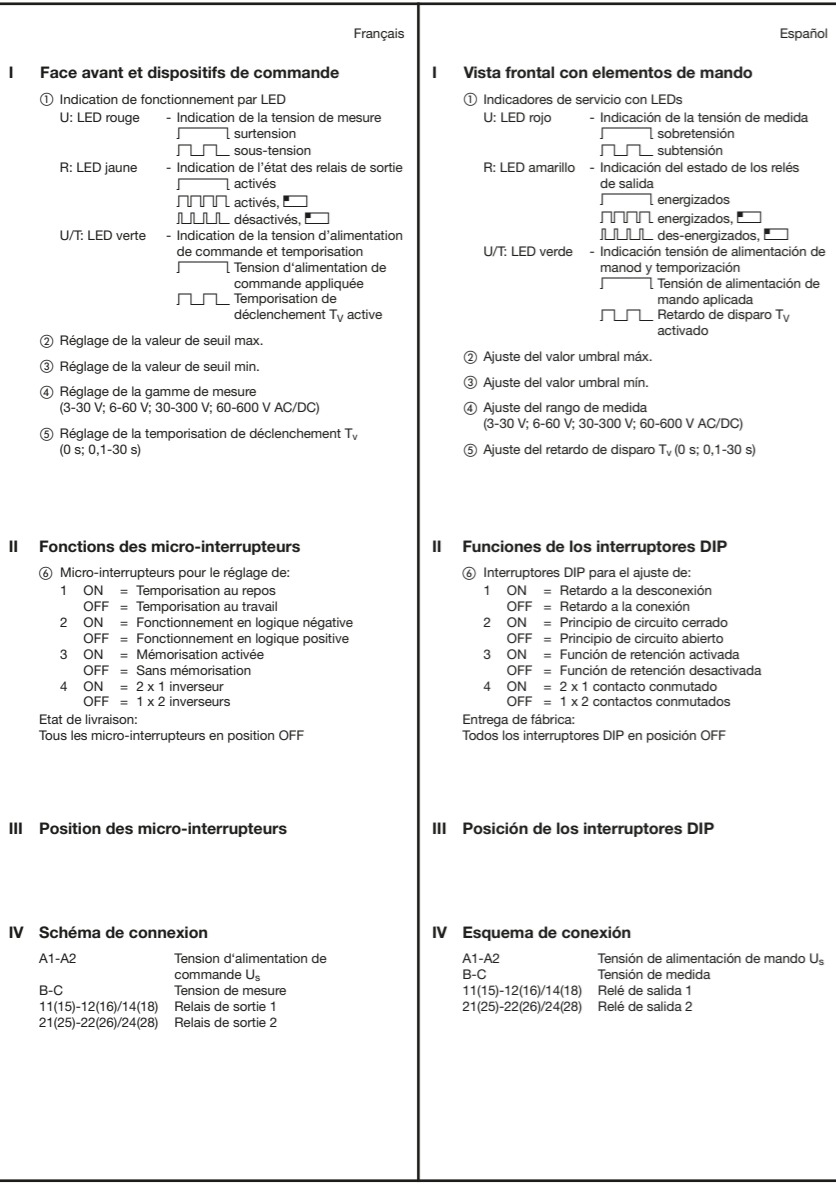 Français
I Face avant et dispositifs de commande
① Indication de fonctionnement par LED
U: LED rouge - Indication de la tension de mesure
surtension
sous-tension
R: LED jaune - Indication de l'état des relais de sortie
activés
activés,
désactivés,
U/T: LED verte - Indication de la tension d'alimentation
de commande et temporisation
Tension d'alimentation de
commande appliquée
Temporisation de
déclenchement TV active
② Réglage de la valeur de seuil max.
③ Réglage de la valeur de seuil min.
④ Réglage de la gamme de mesure
(3-30 V; 6-60 V; 30-300 V; 60-600 V AC/DC)
⑤ Réglage de la temporisation de déclenchement Tv
(0 s; 0,1-30 s)
II Fonctions des micro-interrupteurs
⑥ Micro-interrupteurs pour le réglage de:
1 ON = Temporisation au repos
OFF = Temporisation au travail
2 ON = Fonctionnement en logique négative
OFF = Fonctionnement en logique positive
3 ON = Mémorisation activée
OFF = Sans mémorisation
4 ON = 2 x 1 inverseur
OFF = 1 x 2 inverseurs
Etat de livraison:
Tous les micro-interrupteurs en position OFF
III Position des micro-interrupteurs
IV Schéma de connexion
A1-A2 Tension d'alimentation de
commande Us
B-C Tension de mesure
11(15)-12(16)/14(18) Relais de sortie 1
21(25)-22(26)/24(28) Relais de sortie 2
Español
I Vista frontal con elementos de mando
① Indicadores de servicio con LEDs
U: LED rojo - Indicación de la tensión de medida
sobretensión
subtensión
R: LED amarillo - Indicación del estado de los relés
de salida
energizados
energizados,
des-energizados,
U/T: LED verde - Indicación tensión de alimentación de
manod y temporización
Tensión de alimentación de
mando aplicada
Retardo de disparo TV
activado
② Ajuste del valor umbral máx.
③ Ajuste del valor umbral mín.
④ Ajuste del rango de medida
(3-30 V; 6-60 V; 30-300 V; 60-600 V AC/DC)
⑤ Ajuste del retardo de disparo Tv (0 s; 0,1-30 s)
II Funciones de los interruptores DIP
⑥ Interruptores DIP para el ajuste de:
1 ON = Retardo a la desconexión
OFF = Retardo a la conexión
2 ON = Principio de circuito cerrado
OFF = Principio de circuito abierto
3 ON = Función de retención activada
OFF = Función de retención desactivada
4 ON = 2 x 1 contacto conmutado
OFF = 1 x 2 contactos conmutados
Entrega de fábrica:
Todos los interruptores DIP en posición OFF
III Posición de los interruptores DIP
IV Esquema de conexión
A1-A2 Tensión de alimentación de mando Us
B-C Tensión de medida
11(15)-12(16)/14(18) Relé de salida 1
21(25)-22(26)/24(28) Relé de salida 2